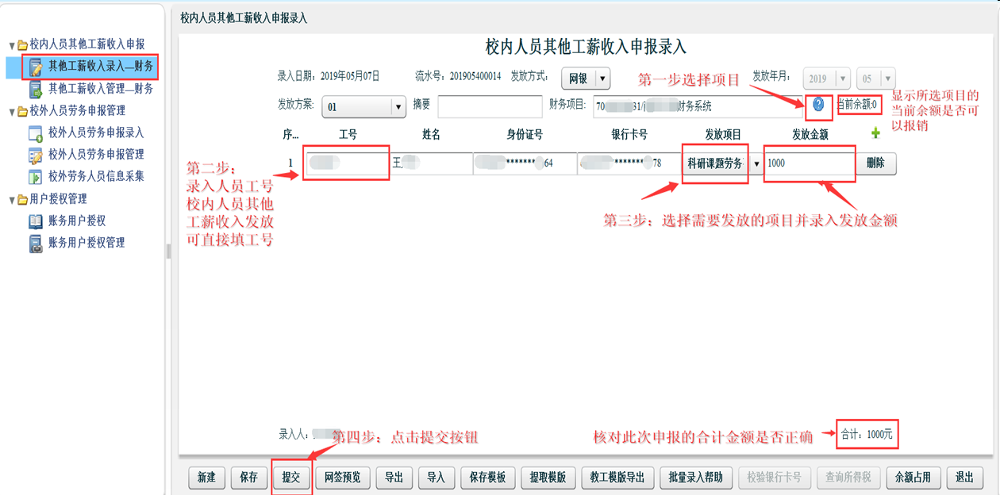 校内人员其他工薪收入申报
其他工薪收入录入—财务
其他工薪收入管理—财务
校外人员劳务申报管理
校外人员劳务申报录入
校外人员劳务申报管理
校外劳务人员信息采集
用户授权管理
账务用户授权
账务用户授权管理
校内人员其他工薪收入申报录入
校内人员其他工薪收入申报录入
录入日期：2019年05月07日 流水号：201905400014 发放方式： 网银 第一步选择项目 发放年月： 2019 05
发放方案： 01 摘要 财务项目： 70 31/ 财务系统 当前余额:0
显示所选项目的
当前余额是否可
以报销
序... 工号 姓名 身份证号 银行卡号 发放项目 发放金额
1 王 *******64 *******78 科研课题劳务 1000 删除
第二步：
录入人员工号
校内人员其他
工薪收入发放
可直接填工号
第三步：选择需要发放的项目并录入发放金额
录入人： 第四步：点击提交按钮 核对此次申报的合计金额是否正确 合计：1000元
新建 保存 提交 网签预览 导出 导入 保存模板 提取模版 教工模版导出 批量录入帮助 校验银行卡号 查询所得税 余额占用 退出